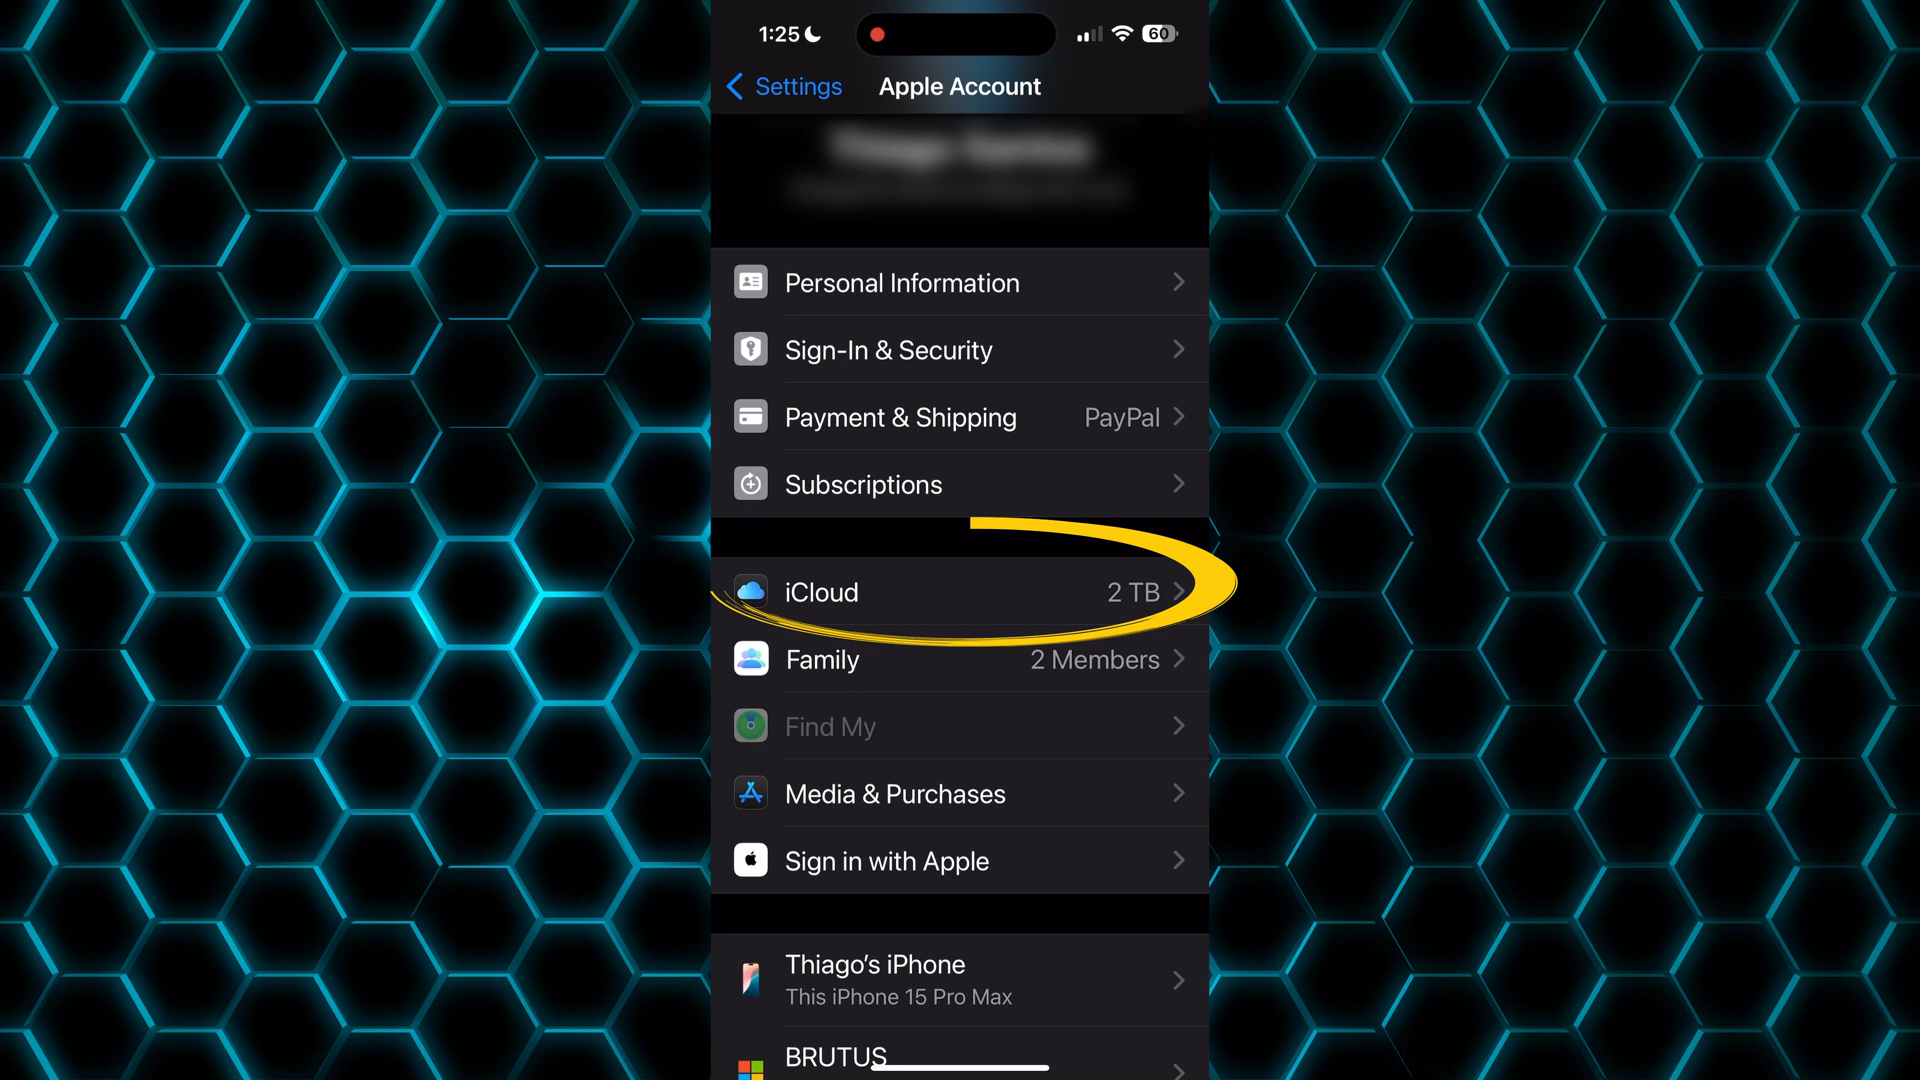 1:25
60
Settings
Apple Account
Personal Information
Sign-In & Security
Payment & Shipping PayPal
Subscriptions
iCloud 2 TB
Family 2 Members
Find My
Media & Purchases
Sign in with Apple
Thiago's iPhone
This iPhone 15 Pro Max
BRUTUS